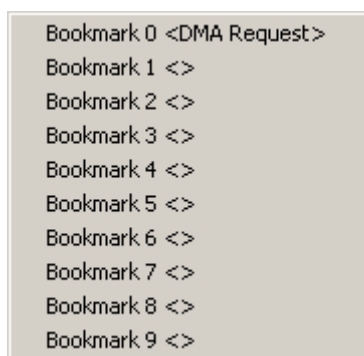 Bookmark 0 <DMA Request>
Bookmark 1 <>
Bookmark 2 <>
Bookmark 3 <>
Bookmark 4 <>
Bookmark 5 <>
Bookmark 6 <>
Bookmark 7 <>
Bookmark 8 <>
Bookmark 9 <>